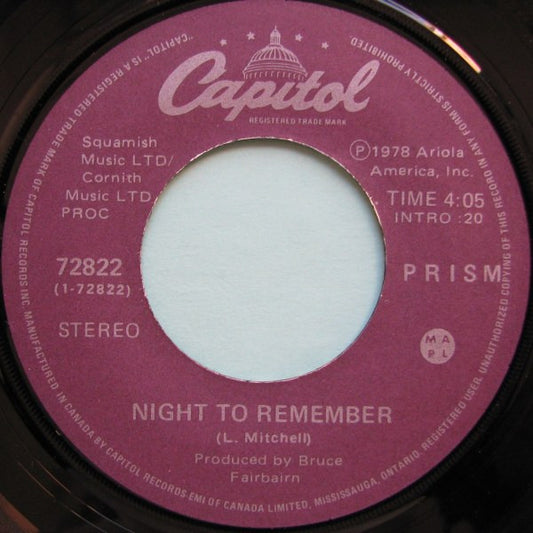 Capitol
REGISTERED TRADE MARK
Squamish
Music LTD/
Cornith
Music LTD
PROC
Ⓟ1978 Ariola
America, Inc.
TIME 4:05
INTRO :20
72822
(1-72822)
PRISM
STEREO
M A
P L
NIGHT TO REMEMBER
(L. Mitchell)
Produced by Bruce
Fairbairn
"CAPITOL" IS A REGISTERED TRADE MARK OF CAPITOL RECORDS INC. MANUFACTURED IN CANADA BY CAPITOL RECORDS-EMI OF CANADA LIMITED, MISSISSAUGA, ONTARIO. REGISTERED USER. UNAUTHORIZED COPYING OF THIS RECORD IN ANY FORM IS STRICTLY PROHIBITED